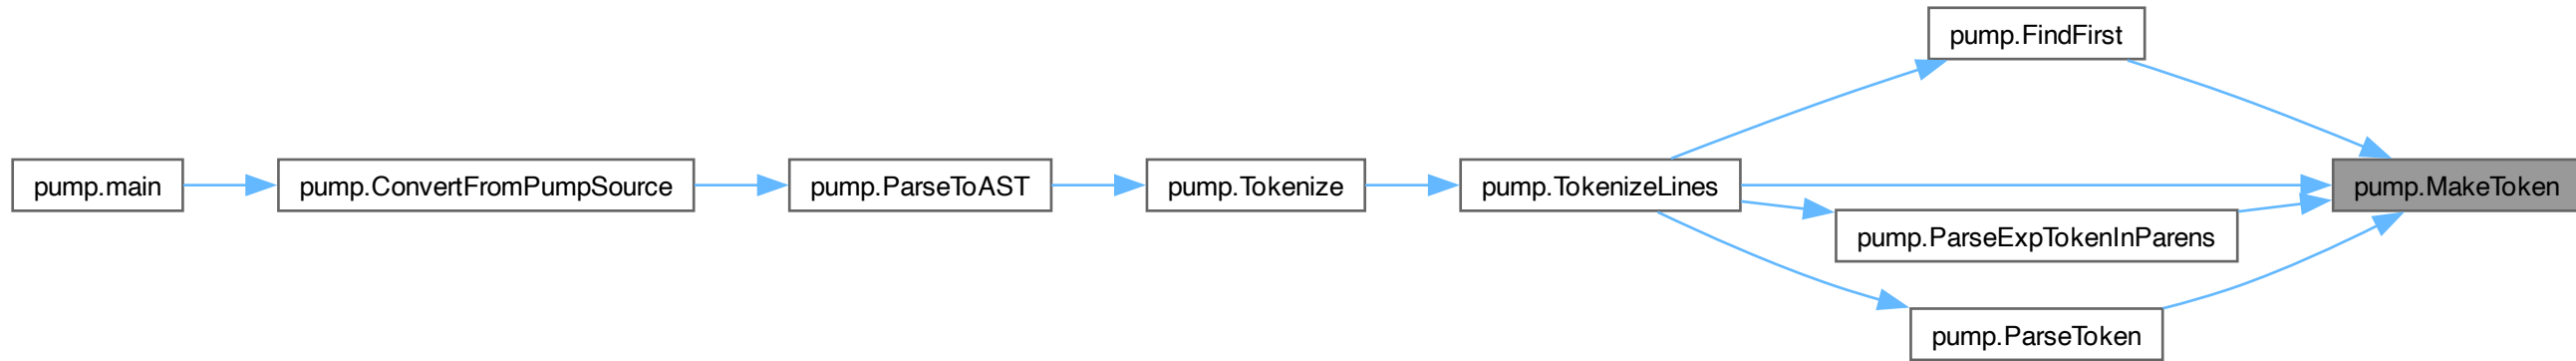 pump.FindFirst
pump.main
pump.ConvertFromPumpSource
pump.ParseToAST
pump.Tokenize
pump.TokenizeLines
pump.MakeToken
pump.ParseExpTokenInParens
pump.ParseToken